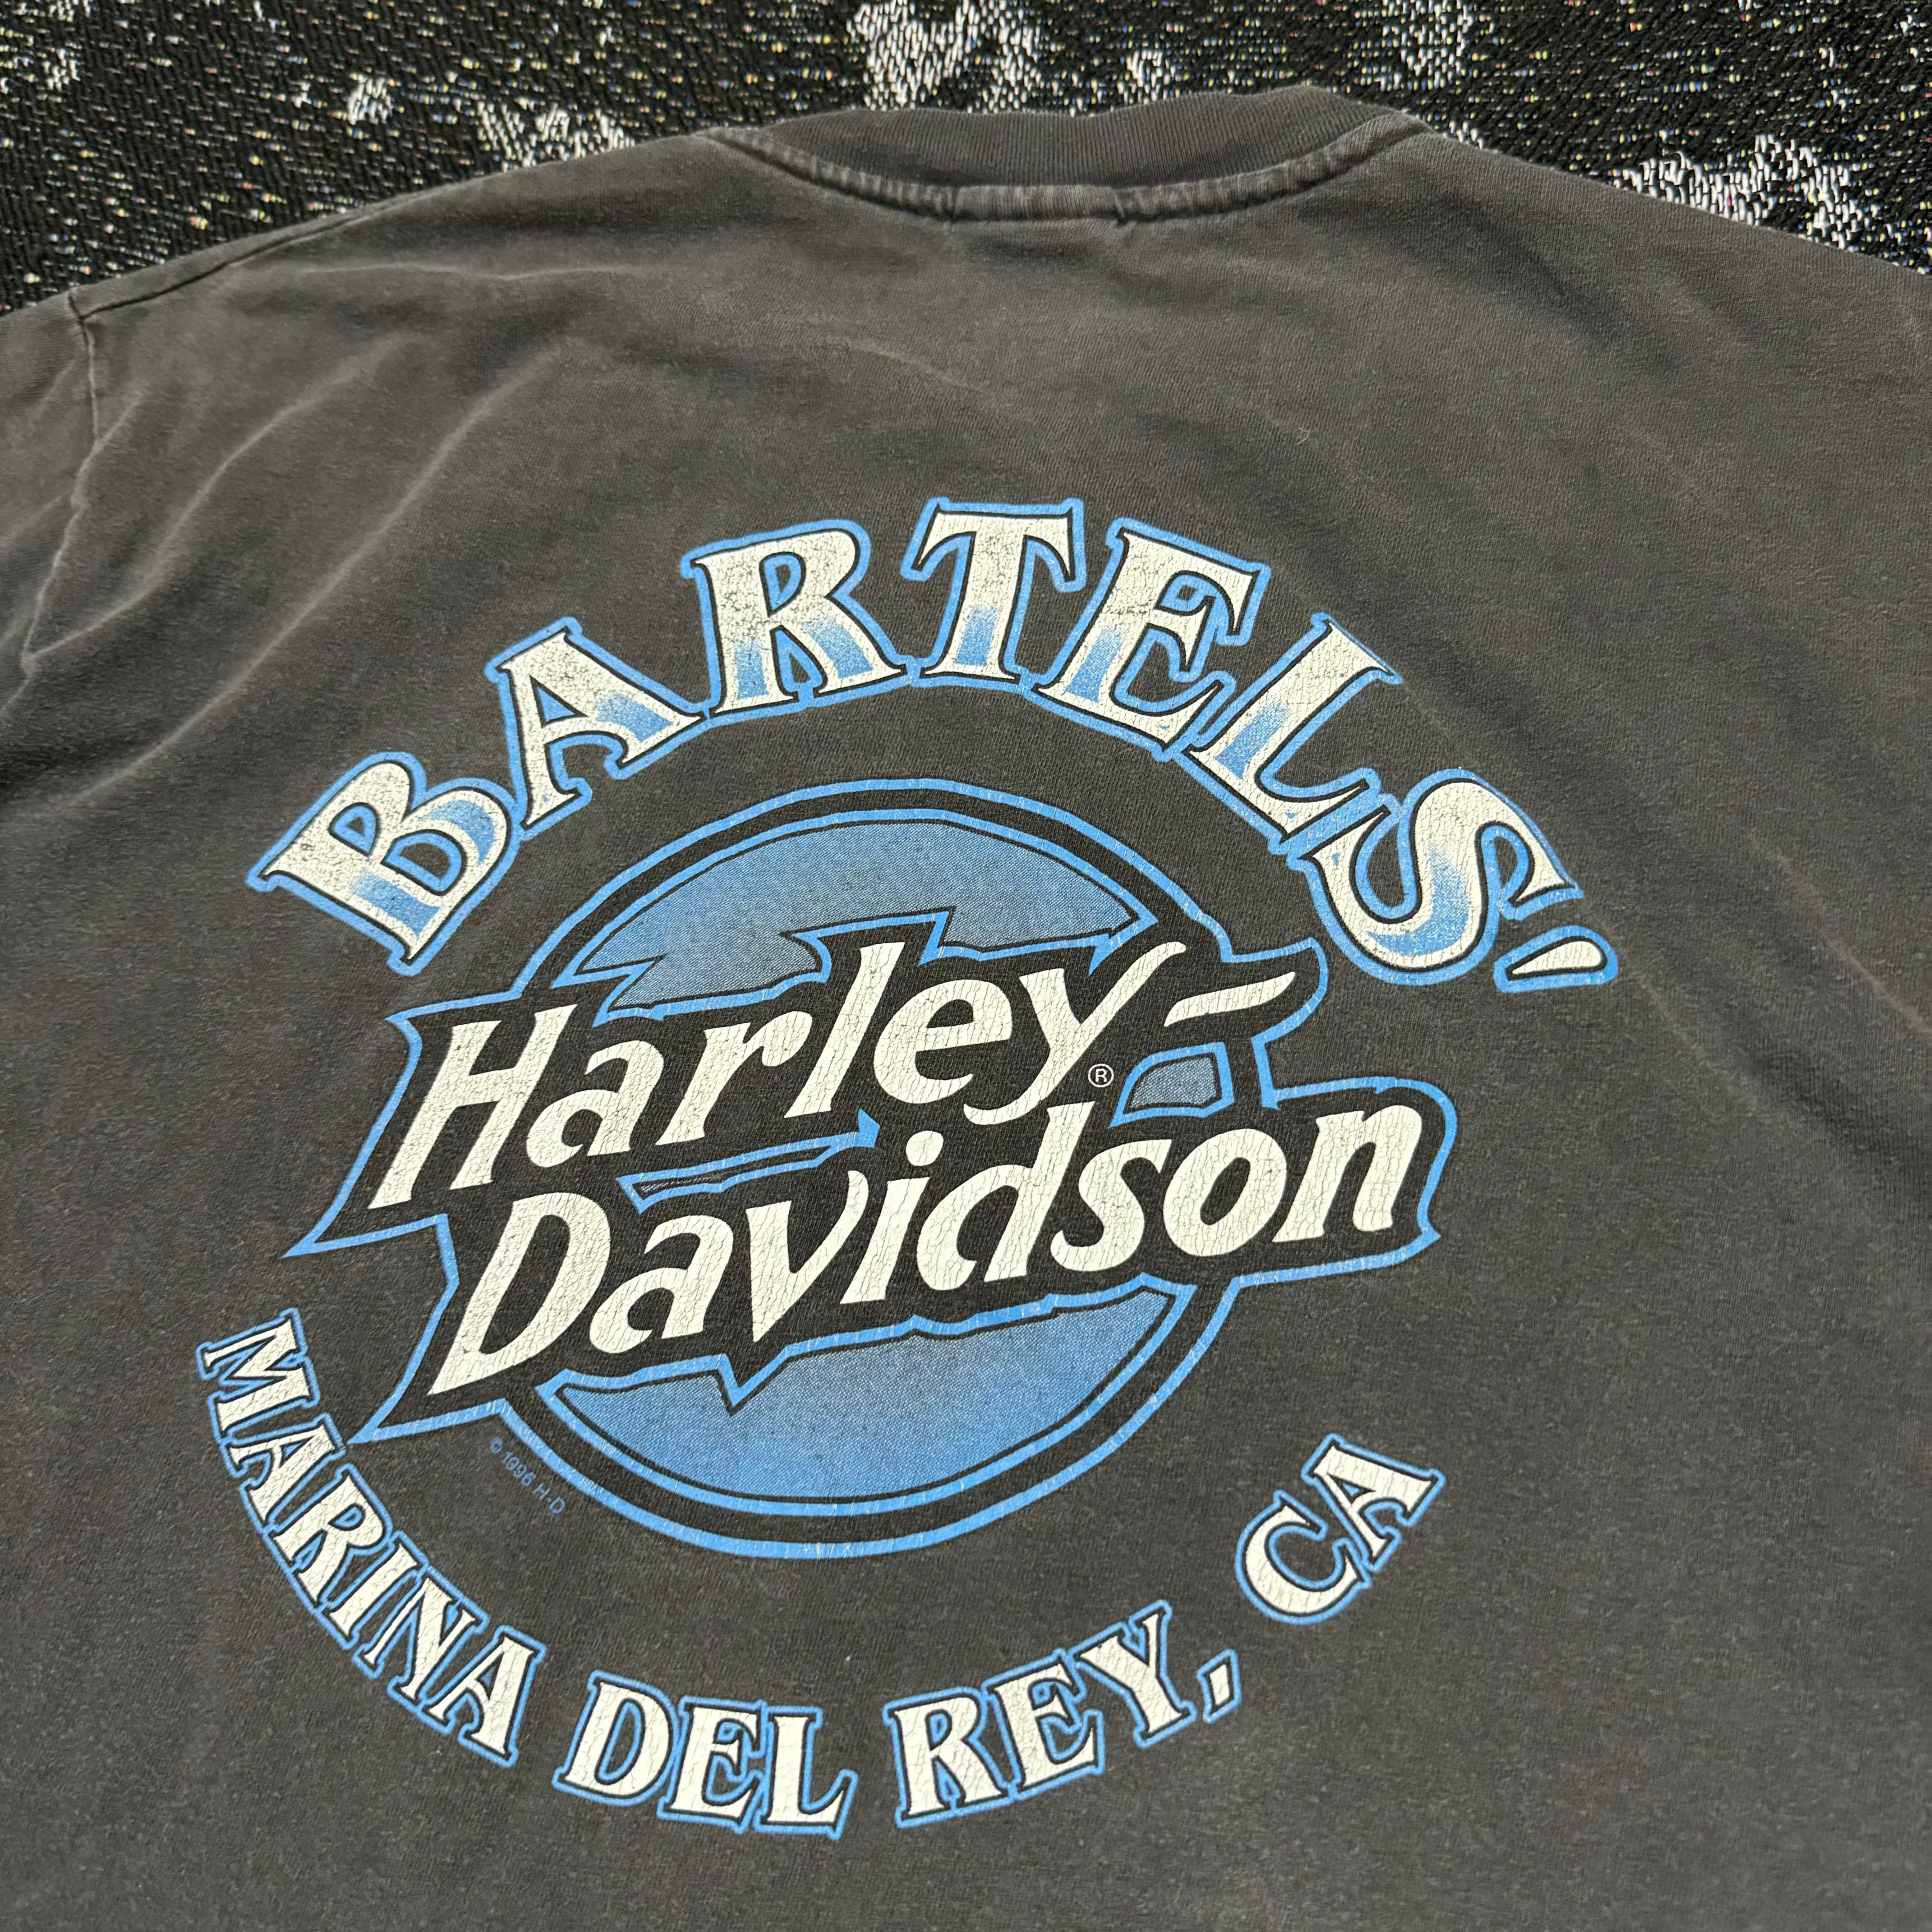 BARTELS'
Harley-
Davidson
®
© 1996 H-D
MARINA DEL REY, CA